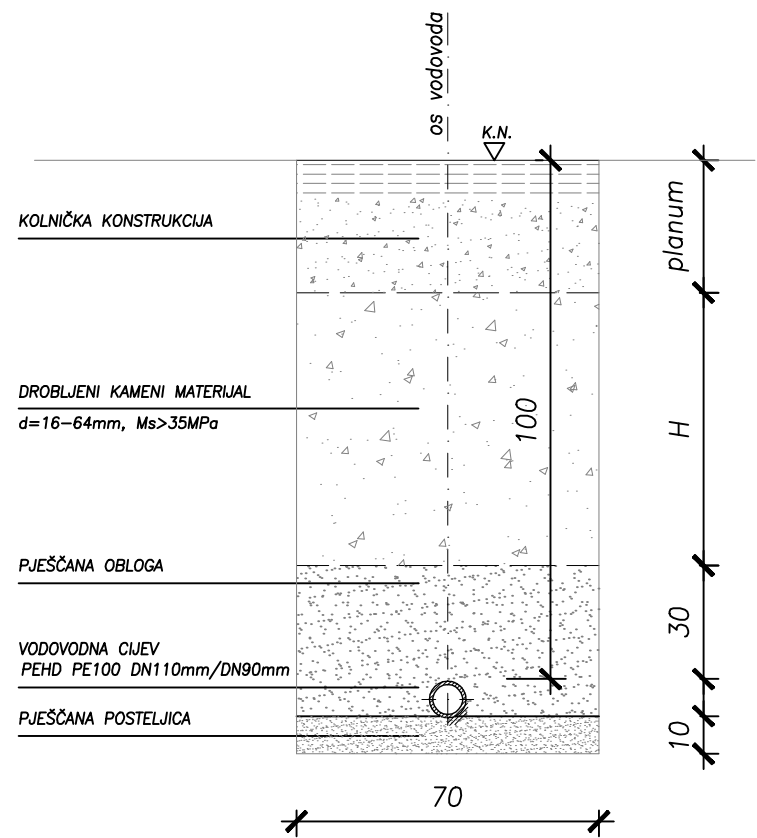 os vodovoda
K.N.
KOLNIČKA KONSTRUKCIJA
planum
DROBLJENI KAMENI MATERIJAL
d=16-64mm, Ms>35MPa
100
H
PJEŠČANA OBLOGA
30
VODOVODNA CIJEV
PEHD PE100 DN110mm/DN90mm
PJEŠČANA POSTELJICA
10
70